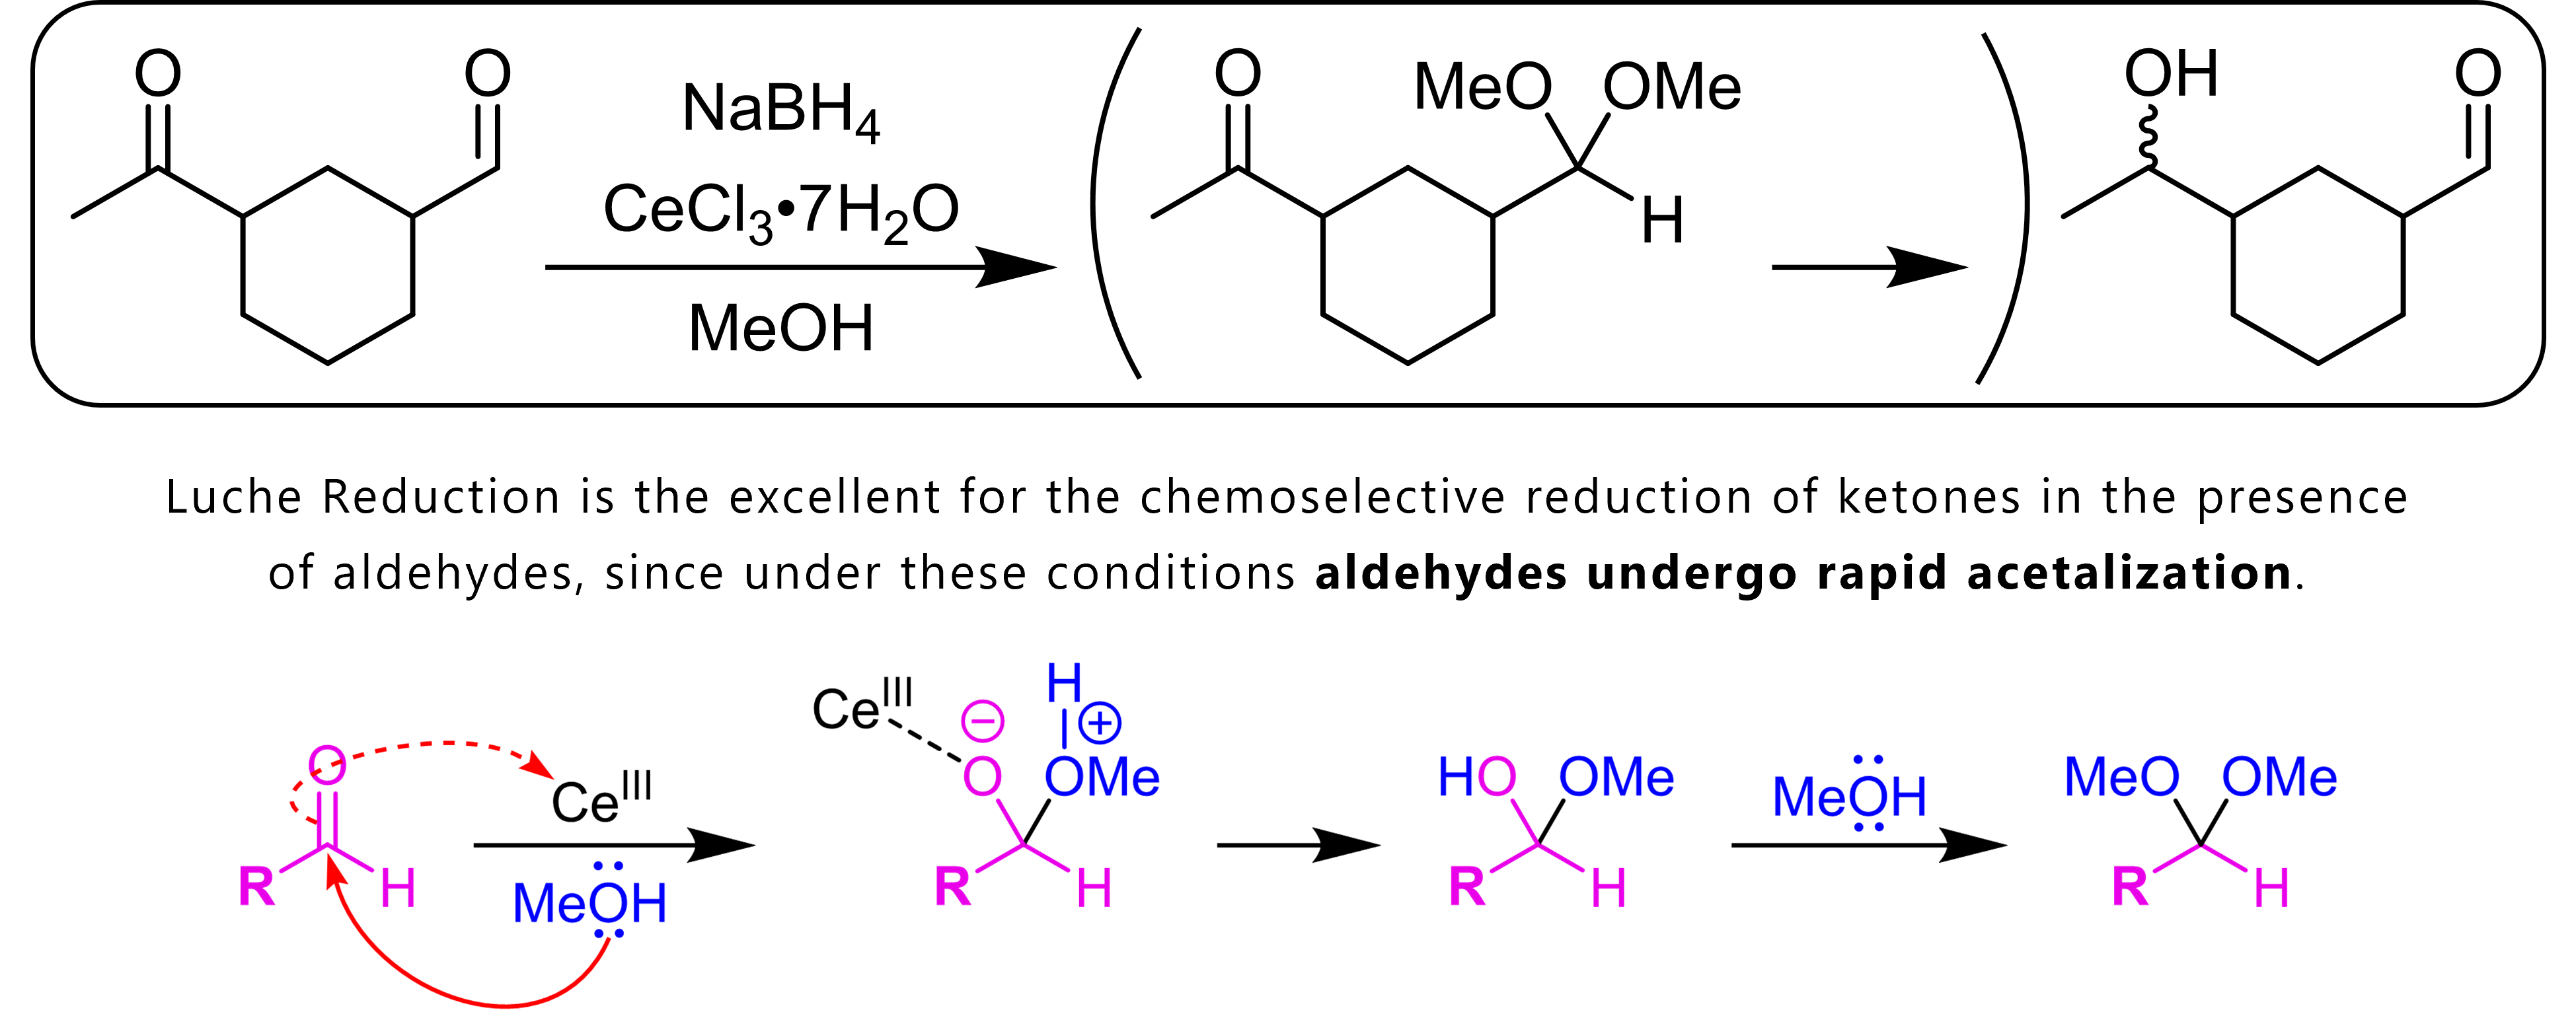 O O NaBH4 O MeO OMe OH O
CeCl3•7H2O H
MeOH
Luche Reduction is the excellent for the chemoselective reduction of ketones in the presence
of aldehydes, since under these conditions aldehydes undergo rapid acetalization.
O CeIII CeIII ⊖ H ⊕
O OMe HO OMe MeÖH MeO OMe
R H MeÖH R H R H R H